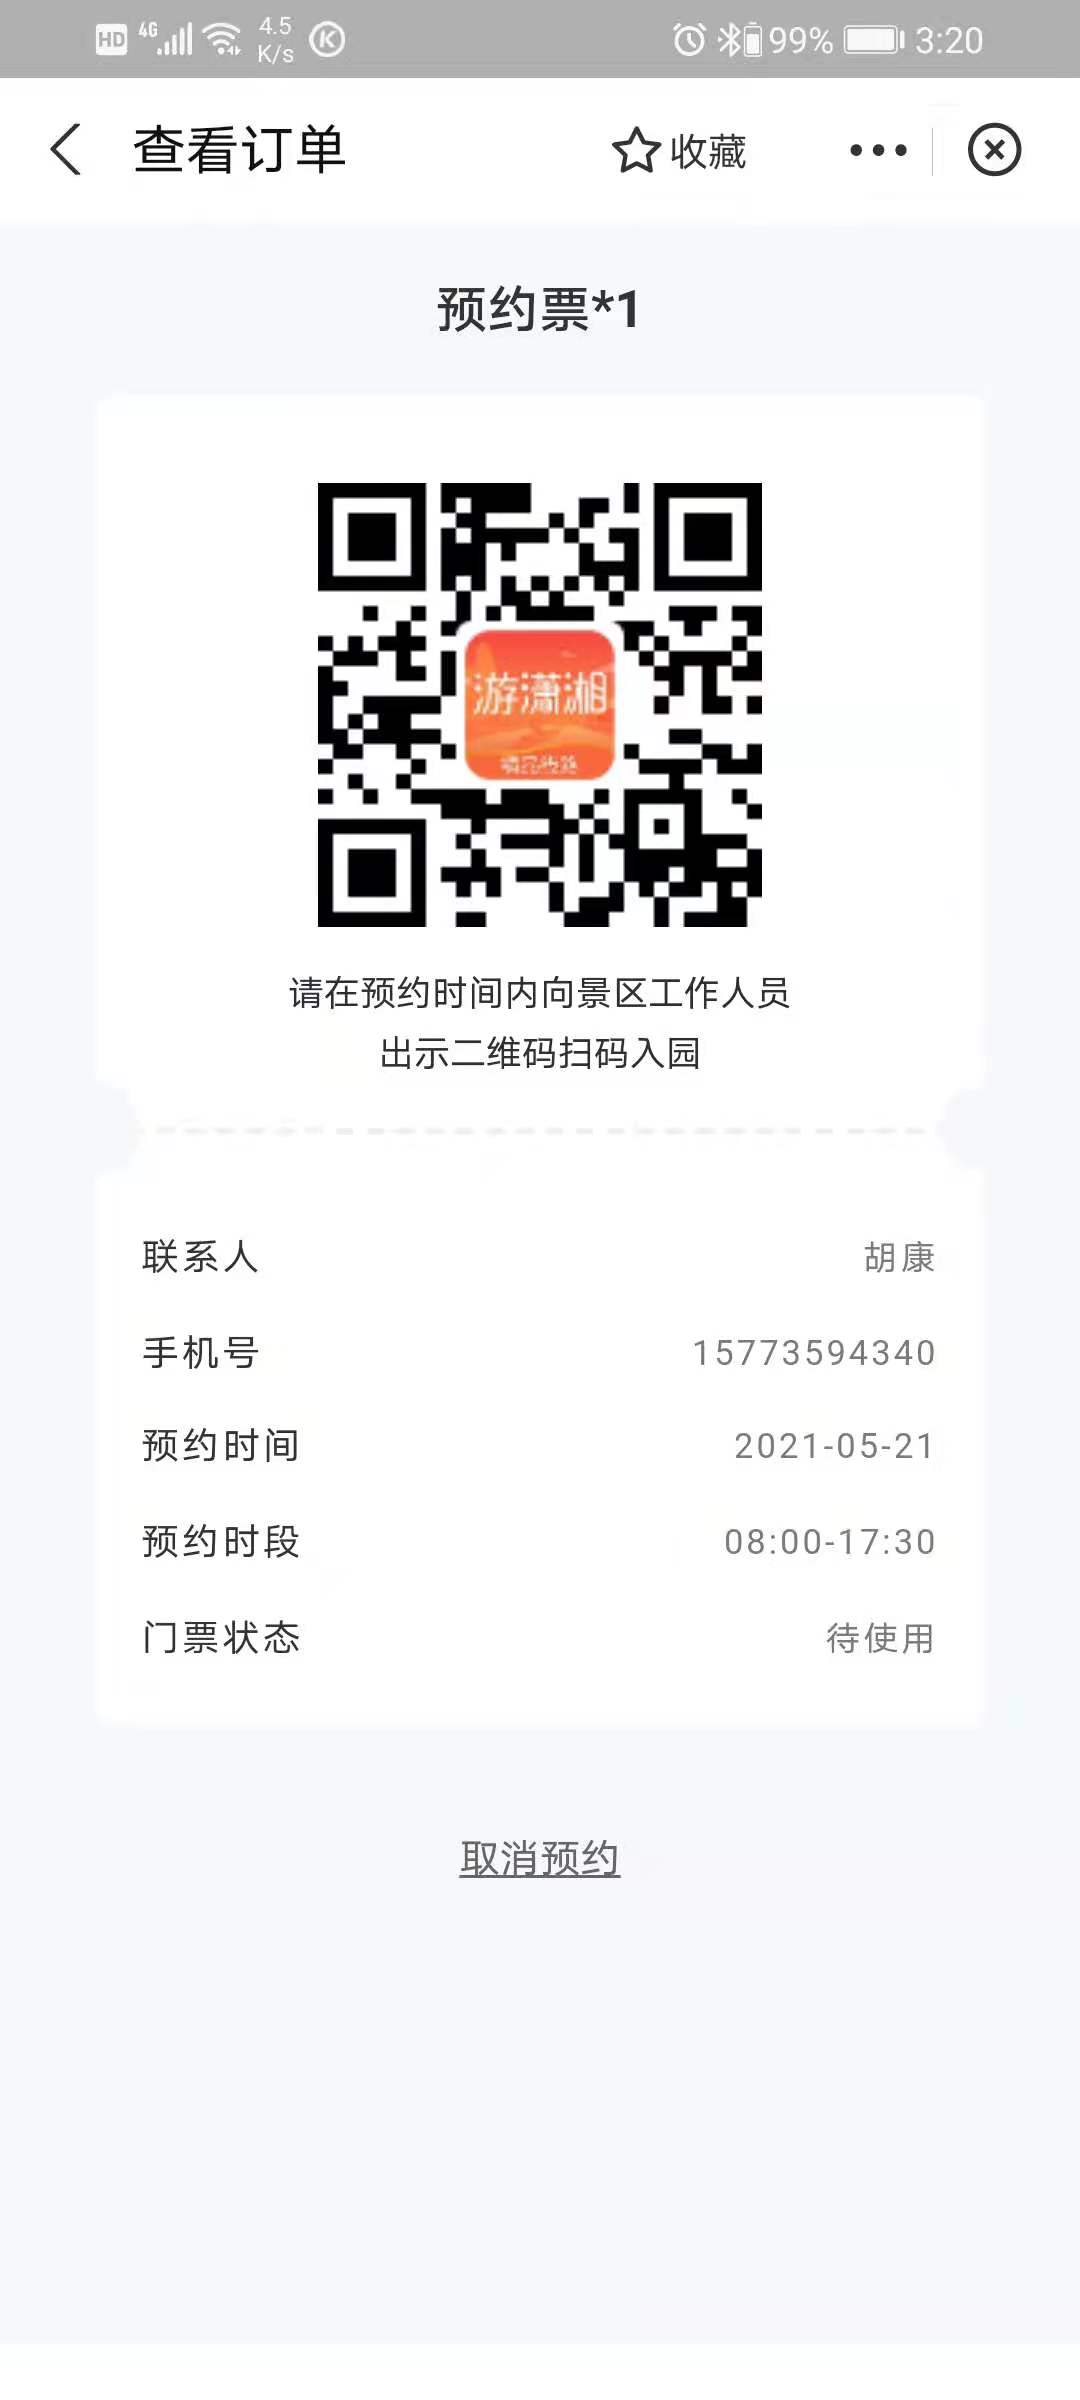 HD 4G 4.5 K/s 99% 3:20
查看订单 收藏
预约票*1
游潇湘
请在预约时间内向景区工作人员
出示二维码扫码入园
联系人 胡康
手机号 15773594340
预约时间 2021-05-21
预约时段 08:00-17:30
门票状态 待使用
取消预约